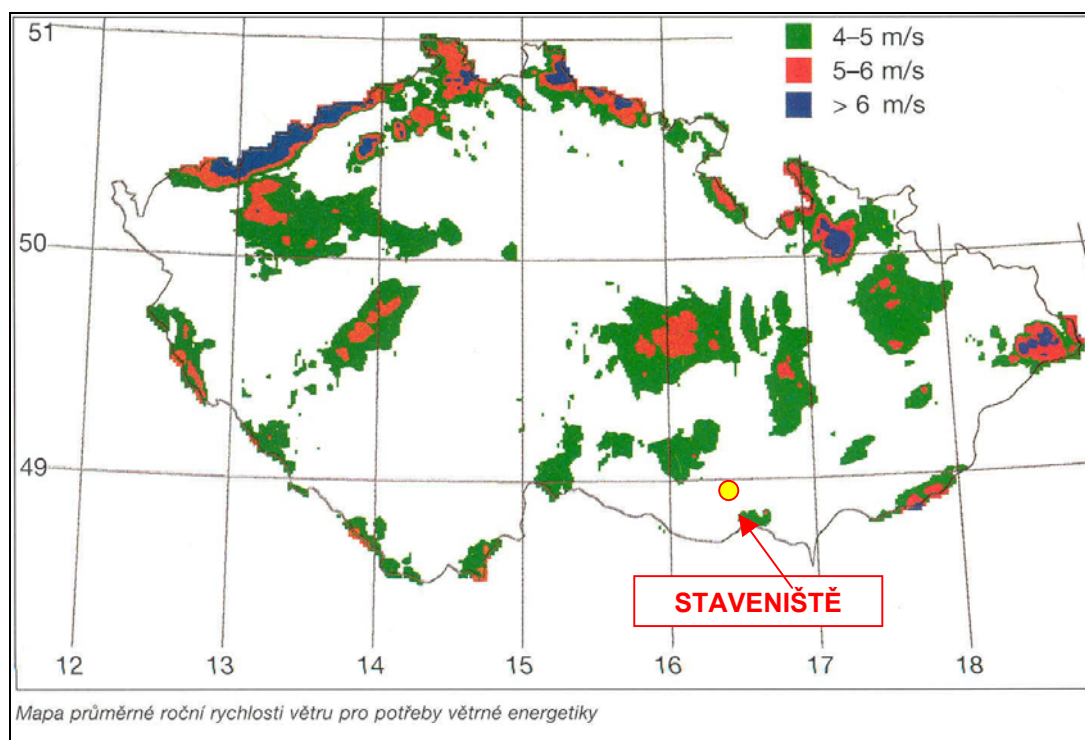 51
4–5 m/s
5–6 m/s
> 6 m/s
50
49
STAVENIŠTĚ
12 13 14 15 16 17 18
Mapa průměrné roční rychlosti větru pro potřeby větrné energetiky